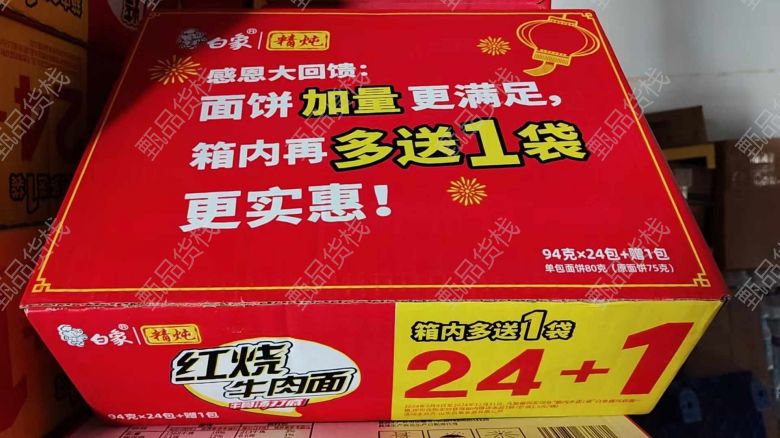 白象 精炖
感恩大回馈:
面饼加量更满足,
箱内再多送1袋
更实惠!
94克×24包+赠1包
单包面饼80克(原面饼75克)
白象 精炖
红烧
牛肉面
94克×24包+赠1包
箱内多送1袋
24+1
甄品货栈